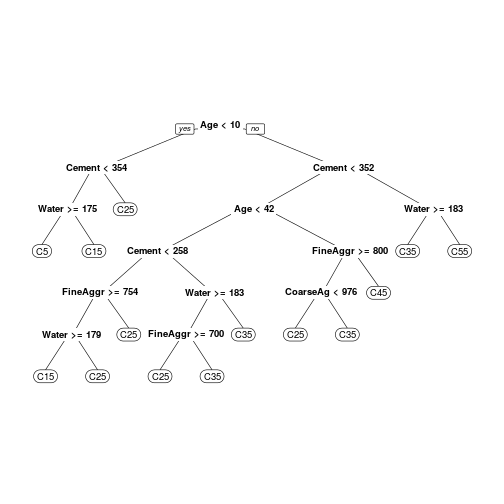 yes Age < 10 no
Cement < 354 Cement < 352
Water >= 175 C25 Age < 42 Water >= 183
C5 C15 Cement < 258 FineAggr >= 800 C35 C55
FineAggr >= 754 Water >= 183 CoarseAg < 976 C45
Water >= 179 C25 FineAggr >= 700 C35 C25 C35
C15 C25 C25 C35